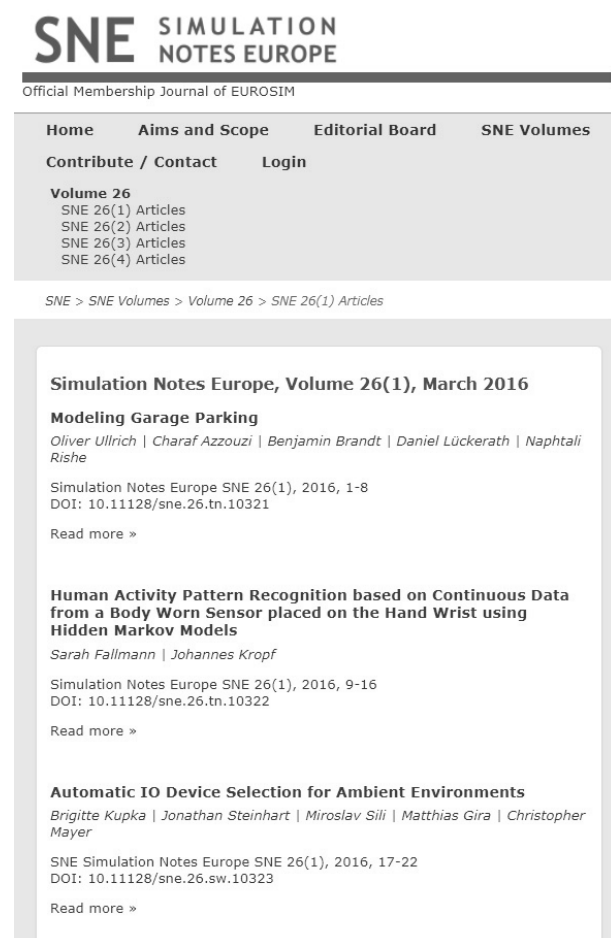 SNE SIMULATION
NOTES EUROPE
Official Membership Journal of EUROSIM
Home Aims and Scope Editorial Board SNE Volumes
Contribute / Contact Login
Volume 26
SNE 26(1) Articles
SNE 26(2) Articles
SNE 26(3) Articles
SNE 26(4) Articles
SNE > SNE Volumes > Volume 26 > SNE 26(1) Articles
Simulation Notes Europe, Volume 26(1), March 2016
Modeling Garage Parking
Oliver Ullrich | Charaf Azzouzi | Benjamin Brandt | Daniel Lückerath | Naphtali
Rishe
Simulation Notes Europe SNE 26(1), 2016, 1-8
DOI: 10.11128/sne.26.tn.10321
Read more »
Human Activity Pattern Recognition based on Continuous Data
from a Body Worn Sensor placed on the Hand Wrist using
Hidden Markov Models
Sarah Fallmann | Johannes Kropf
Simulation Notes Europe SNE 26(1), 2016, 9-16
DOI: 10.11128/sne.26.tn.10322
Read more »
Automatic IO Device Selection for Ambient Environments
Brigitte Kupka | Jonathan Steinhart | Miroslav Sili | Matthias Gira | Christopher
Mayer
SNE Simulation Notes Europe SNE 26(1), 2016, 17-22
DOI: 10.11128/sne.26.sw.10323
Read more »